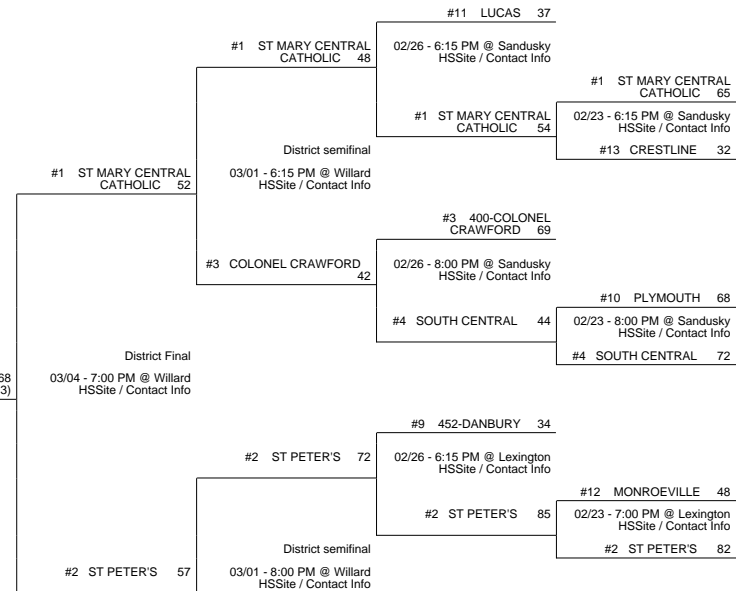 #11 LUCAS 37
#1 ST MARY CENTRAL
CATHOLIC 48
02/26 - 6:15 PM @ Sandusky
HSSite / Contact Info
#1 ST MARY CENTRAL
CATHOLIC 65
#1 ST MARY CENTRAL
CATHOLIC 54
02/23 - 6:15 PM @ Sandusky
HSSite / Contact Info
District semifinal
#13 CRESTLINE 32
#1 ST MARY CENTRAL
CATHOLIC 52
03/01 - 6:15 PM @ Willard
HSSite / Contact Info
#3 400-COLONEL
CRAWFORD 69
#3 COLONEL CRAWFORD
42
02/26 - 8:00 PM @ Sandusky
HSSite / Contact Info
#10 PLYMOUTH 68
#4 SOUTH CENTRAL 44
02/23 - 8:00 PM @ Sandusky
HSSite / Contact Info
District Final
#4 SOUTH CENTRAL 72
68
3)
03/04 - 7:00 PM @ Willard
HSSite / Contact Info
#9 452-DANBURY 34
#2 ST PETER'S 72
02/26 - 6:15 PM @ Lexington
HSSite / Contact Info
#12 MONROEVILLE 48
#2 ST PETER'S 85
02/23 - 7:00 PM @ Lexington
HSSite / Contact Info
District semifinal
#2 ST PETER'S 82
#2 ST PETER'S 57
03/01 - 8:00 PM @ Willard
HSSite / Contact Info